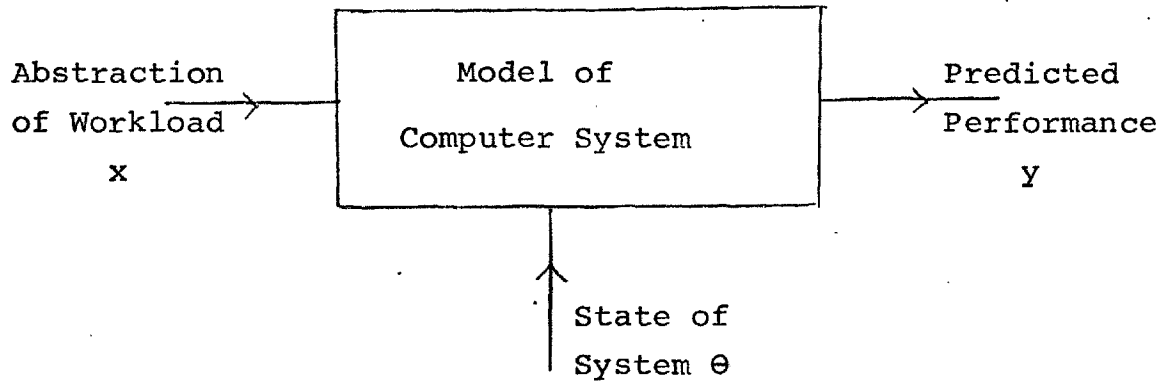 Abstraction
of Workload
x
Model of
Computer System
Predicted
Performance
y
State of
System Θ